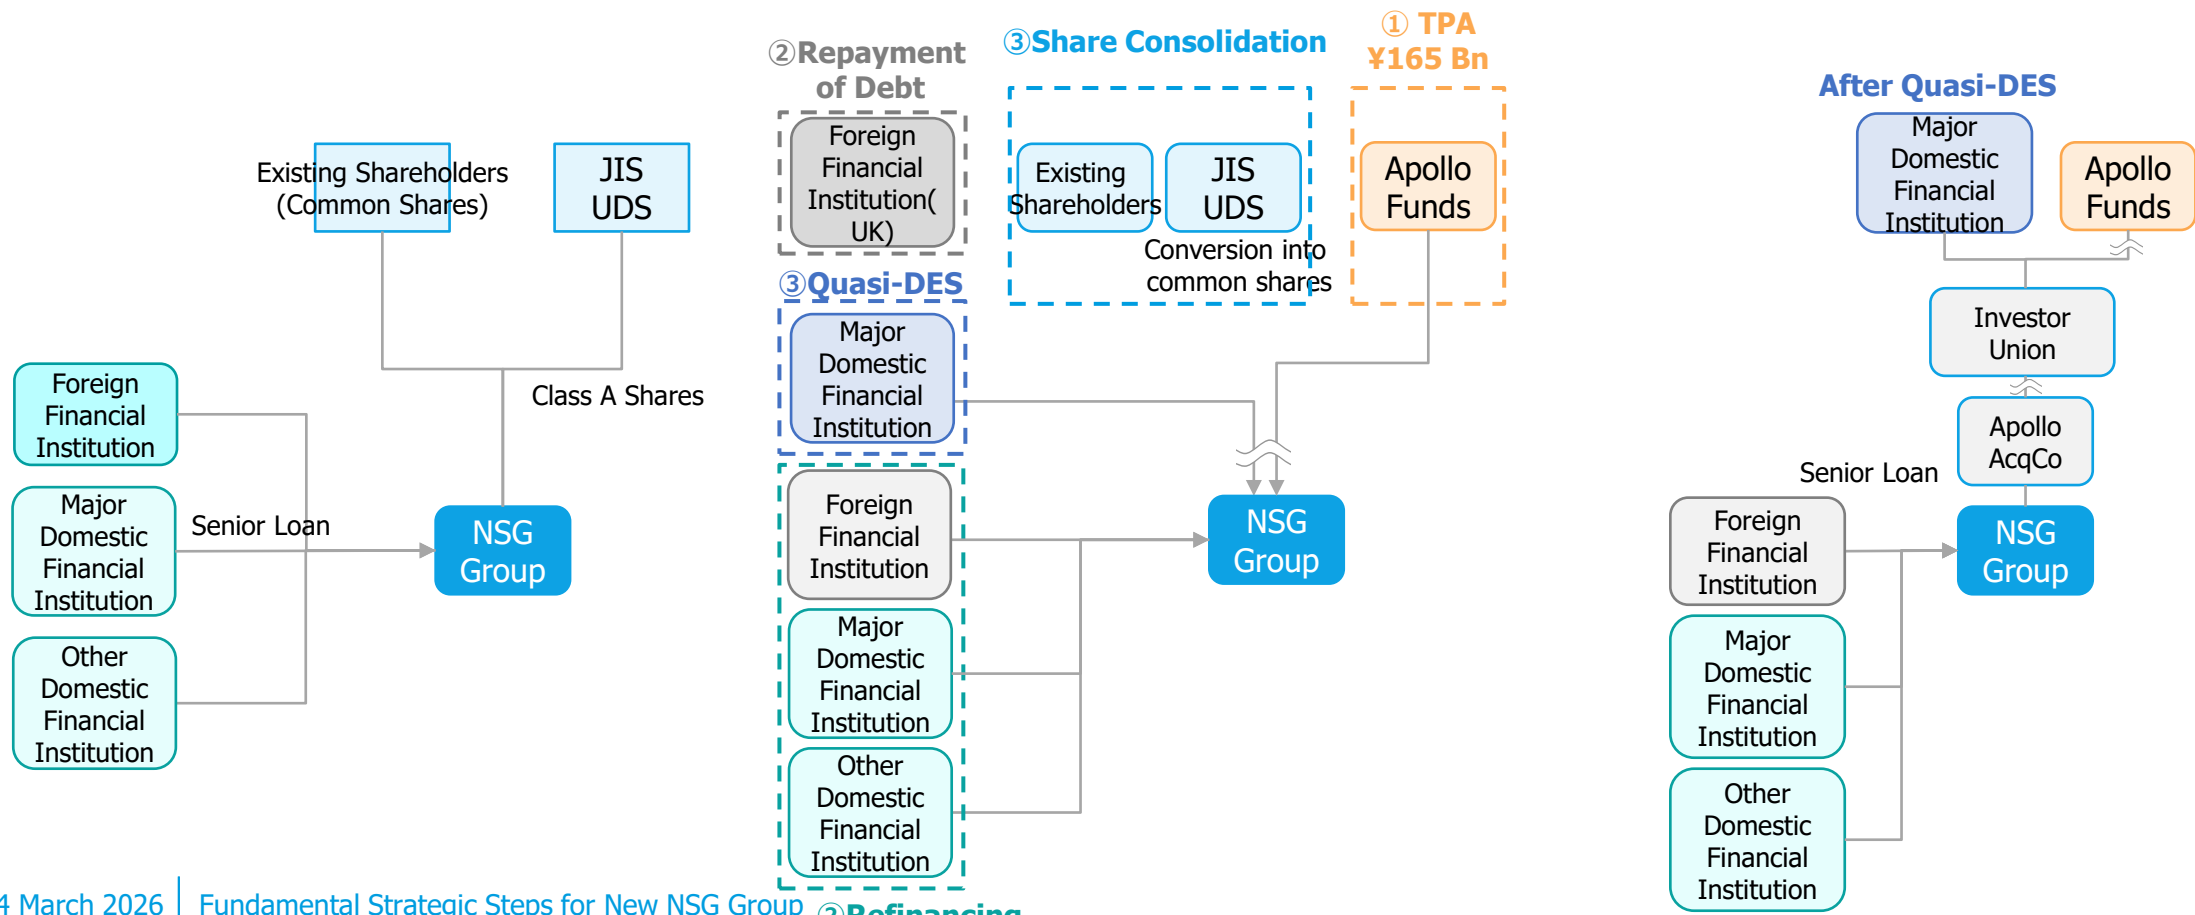 Existing Shareholders
(Common Shares)
JIS
UDS
Class A Shares
Foreign
Financial
Institution
Major
Domestic
Financial
Institution
Other
Domestic
Financial
Institution
Senior Loan
NSG
Group
②Repayment
of Debt
Foreign
Financial
Institution(
UK)
③Quasi-DES
Major
Domestic
Financial
Institution
Foreign
Financial
Institution
Major
Domestic
Financial
Institution
Other
Domestic
Financial
Institution
②Refinancing
③Share Consolidation
Existing
Shareholders
JIS
UDS
Conversion into
common shares
① TPA
¥165 Bn
Apollo
Funds
NSG
Group
After Quasi-DES
Major
Domestic
Financial
Institution
Apollo
Funds
Investor
Union
Apollo
AcqCo
Senior Loan
NSG
Group
Foreign
Financial
Institution
Major
Domestic
Financial
Institution
Other
Domestic
Financial
Institution
4 March 2026
Fundamental Strategic Steps for New NSG Group